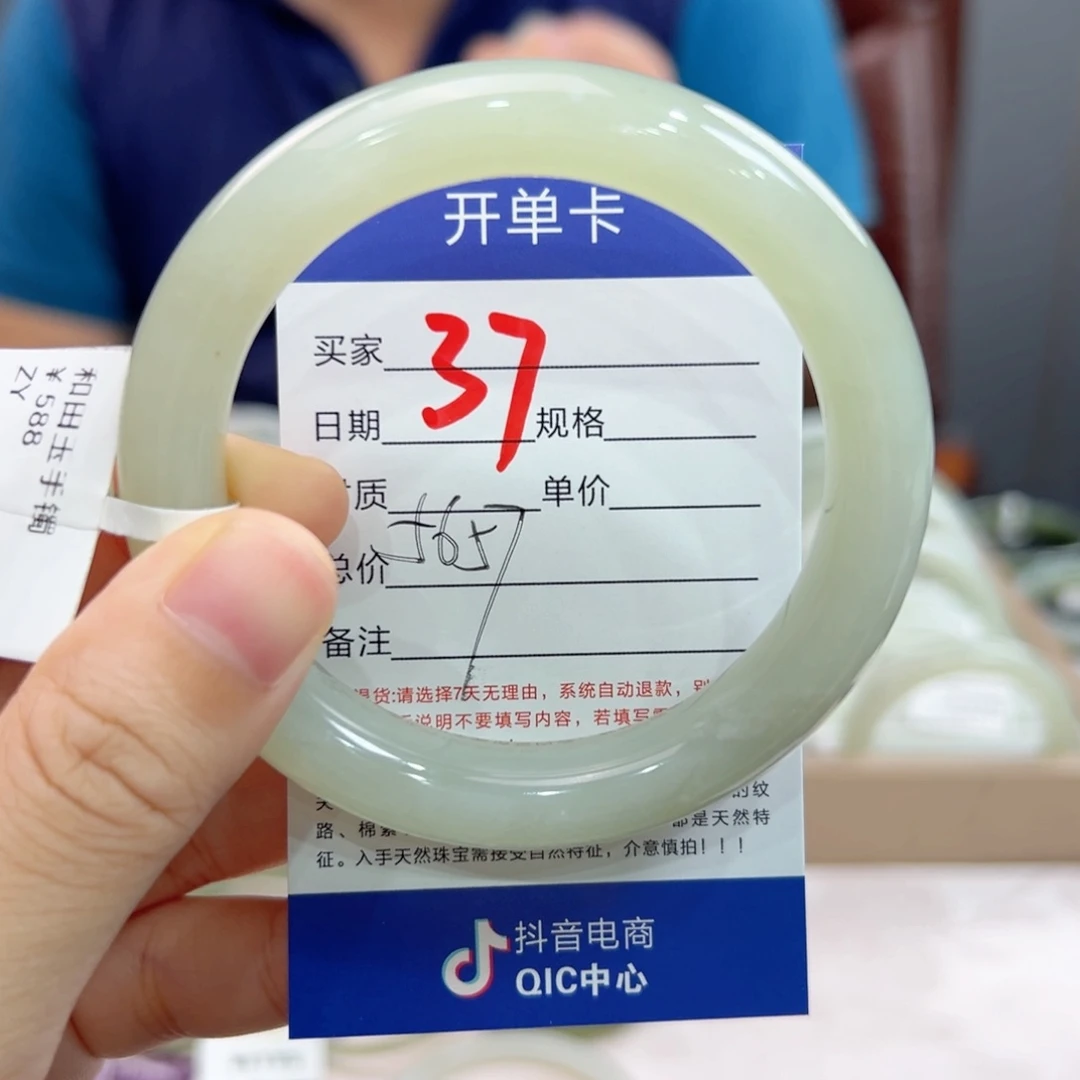 开单卡
买家 37
日期 规格
质 单价
总价 565
备注
退货:请选择7天无理由，系统自动退款，别
说明不要填写内容，若填写
的纹
路、棉絮 都是天然特
征。入手天然珠宝需接受自然特征，介意慎拍！！！
抖音电商
QIC中心
和田玉手镯
￥588
ZY